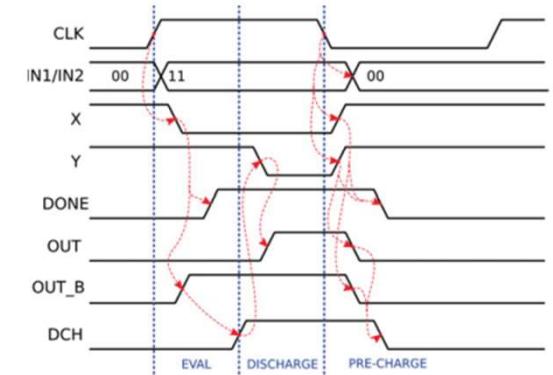 CLK
IN1/IN2 00 11 00
X
Y
DONE
OUT
OUT_B
DCH
EVAL DISCHARGE PRE-CHARGE